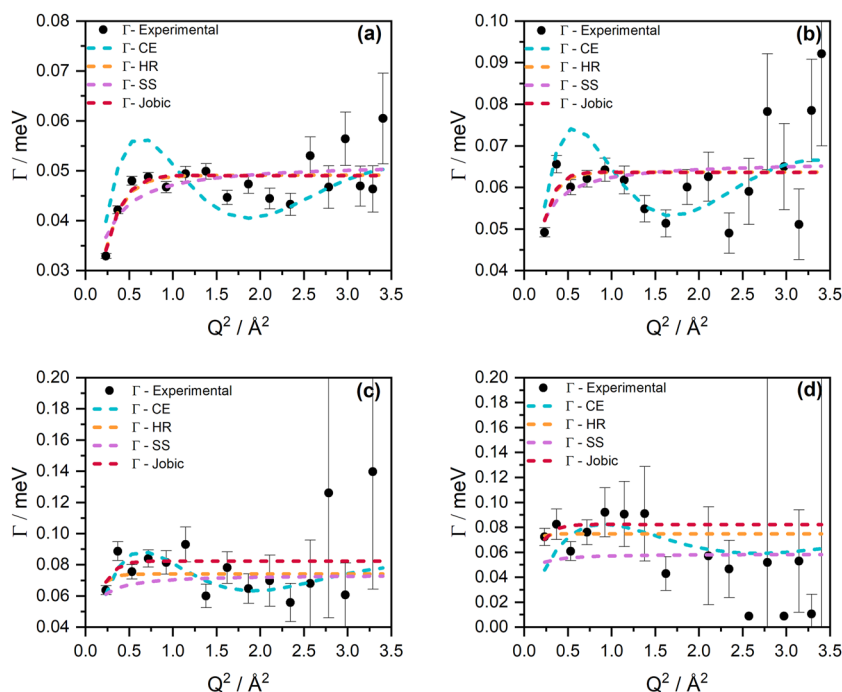 0.08
0.07
0.06
0.05
0.04
0.03
Γ / meV
Γ - Experimental
Γ - CE
Γ - HR
Γ - SS
Γ - Jobic
(a)
0.0 0.5 1.0 1.5 2.0 2.5 3.0 3.5
Q² / Å²
0.10
0.09
0.08
0.07
0.06
0.05
0.04
Γ / meV
Γ - Experimental
Γ - CE
Γ - HR
Γ - SS
Γ - Jobic
(b)
0.0 0.5 1.0 1.5 2.0 2.5 3.0 3.5
Q² / Å²
0.20
0.18
0.16
0.14
0.12
0.10
0.08
0.06
0.04
Γ / meV
Γ - Experimental
Γ - CE
Γ - HR
Γ - SS
Γ - Jobic
(c)
0.0 0.5 1.0 1.5 2.0 2.5 3.0 3.5
Q² / Å²
0.20
0.18
0.16
0.14
0.12
0.10
0.08
0.06
0.04
0.02
0.00
Γ / meV
Γ - Experimental
Γ - CE
Γ - HR
Γ - SS
Γ - Jobic
(d)
0.0 0.5 1.0 1.5 2.0 2.5 3.0 3.5
Q² / Å²